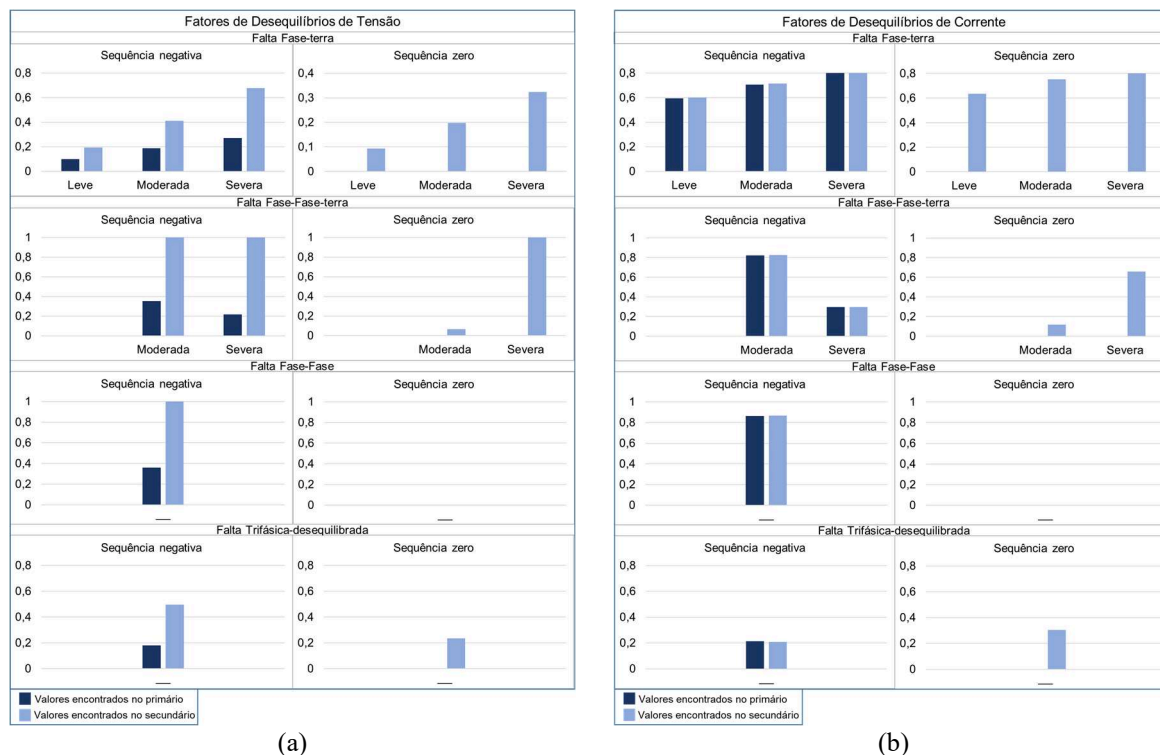 Fatores de Desequilíbrios de Tensão
Falta Fase-terra
Sequência negativa
0,8
0,6
0,4
0,2
0
Leve Moderada Severa
Sequência zero
0,4
0,3
0,2
0,1
0
Leve Moderada Severa
Falta Fase-Fase-terra
Sequência negativa
1
0,8
0,6
0,4
0,2
0
Moderada Severa
Sequência zero
1
0,8
0,6
0,4
0,2
0
Moderada Severa
Falta Fase-Fase
Sequência negativa
1
0,8
0,6
0,4
0,2
0
Sequência zero
1
0,8
0,6
0,4
0,2
0
Falta Trifásica-desequilibrada
Sequência negativa
0,8
0,6
0,4
0,2
0
Sequência zero
0,8
0,6
0,4
0,2
0
Valores encontrados no primário
Valores encontrados no secundário
(a)
Fatores de Desequilíbrios de Corrente
Falta Fase-terra
Sequência negativa
0,8
0,6
0,4
0,2
0
Leve Moderada Severa
Sequência zero
0,8
0,6
0,4
0,2
0
Leve Moderada Severa
Falta Fase-Fase-terra
Sequência negativa
1
0,8
0,6
0,4
0,2
0
Moderada Severa
Sequência zero
1
0,8
0,6
0,4
0,2
0
Moderada Severa
Falta Fase-Fase
Sequência negativa
1
0,8
0,6
0,4
0,2
0
Sequência zero
1
0,8
0,6
0,4
0,2
0
Falta Trifásica-desequilibrada
Sequência negativa
0,8
0,6
0,4
0,2
0
Sequência zero
0,8
0,6
0,4
0,2
0
Valores encontrados no primário
Valores encontrados no secundário
(b)